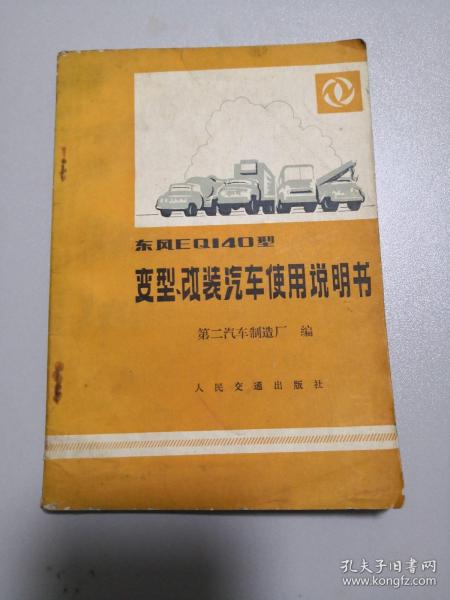 东风EQ140型
变型、改装汽车使用说明书
第二汽车制造厂 编
人民交通出版社
孔夫子旧书网
www.kongfz.com